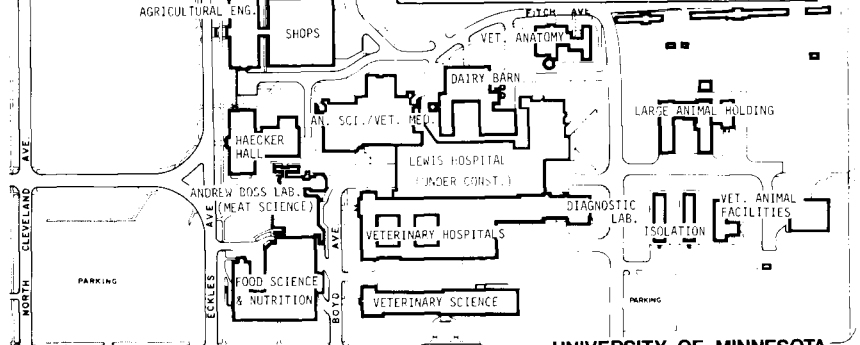 AGRICULTURAL ENG.
SHOPS
FITCH AVE
VET. ANATOMY
DAIRY BARN
AN. SCI./VET. MED.
LARGE ANIMAL HOLDING
HAECKER
HALL
LEWIS HOSPITAL
(UNDER CONST.)
ANDREW BOSS LAB.
(MEAT SCIENCE)
DIAGNOSTIC
LAB.
VET. ANIMAL
FACILITIES
ISOLATION
VETERINARY HOSPITALS
NORTH CLEVELAND AVE
ECKLES AVE
BOYD AVE
PARKING
FOOD SCIENCE
& NUTRITION
VETERINARY SCIENCE
PARKING
UNIVERSITY OF MINNESOTA